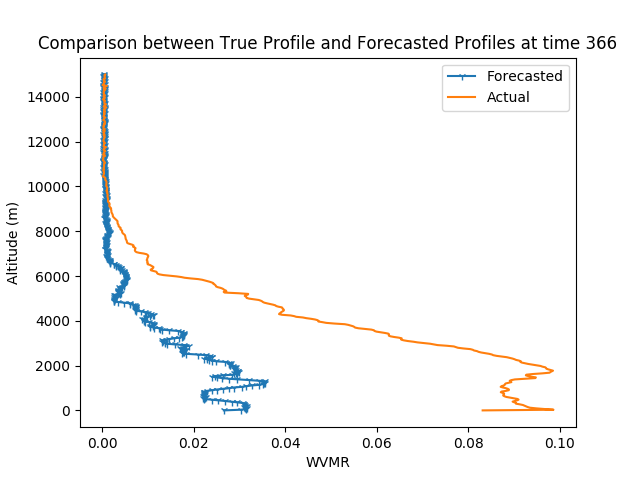 Comparison between True Profile and Forecasted Profiles at time 366
Forecasted
Actual
14000
12000
10000
8000
6000
4000
2000
0
Altitude (m)
0.00 0.02 0.04 0.06 0.08 0.10
WVMR